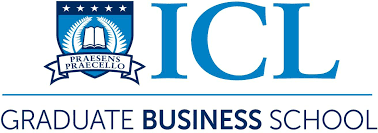 PRAESENS
PRAECELLO
ICL
GRADUATE BUSINESS SCHOOL